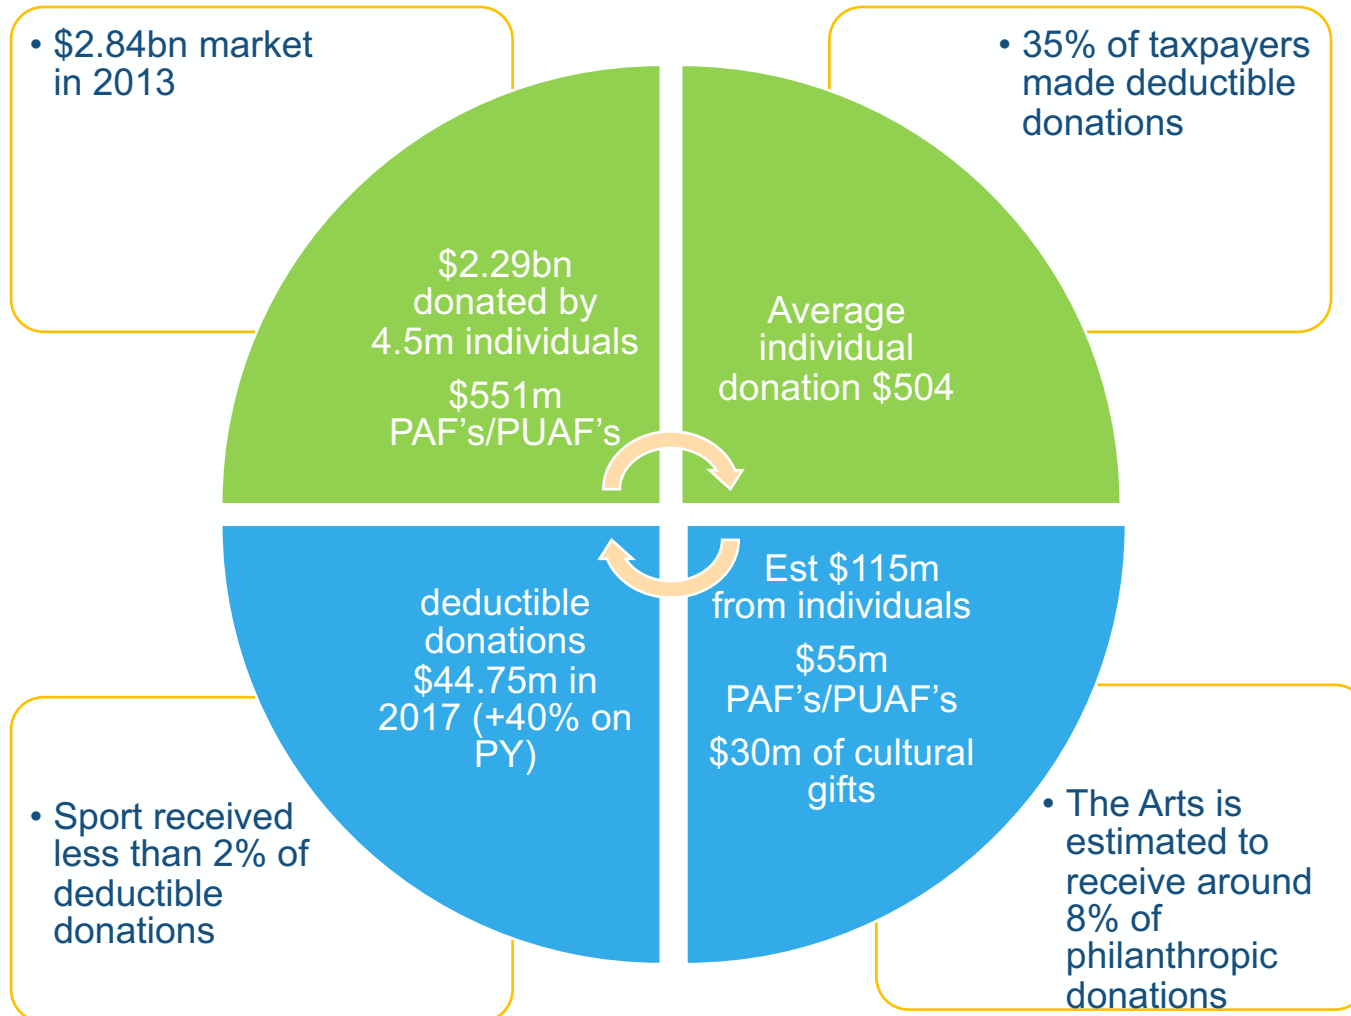 • $2.84bn market
in 2013
• 35% of taxpayers
made deductible
donations
$2.29bn
donated by
4.5m individuals
$551m
PAF’s/PUAF’s
Average
individual
donation $504
deductible
donations
$44.75m in
2017 (+40% on
PY)
Est $115m
from individuals
$55m
PAF’s/PUAF’s
$30m of cultural
gifts
• Sport received
less than 2% of
deductible
donations
• The Arts is
estimated to
receive around
8% of
philanthropic
donations